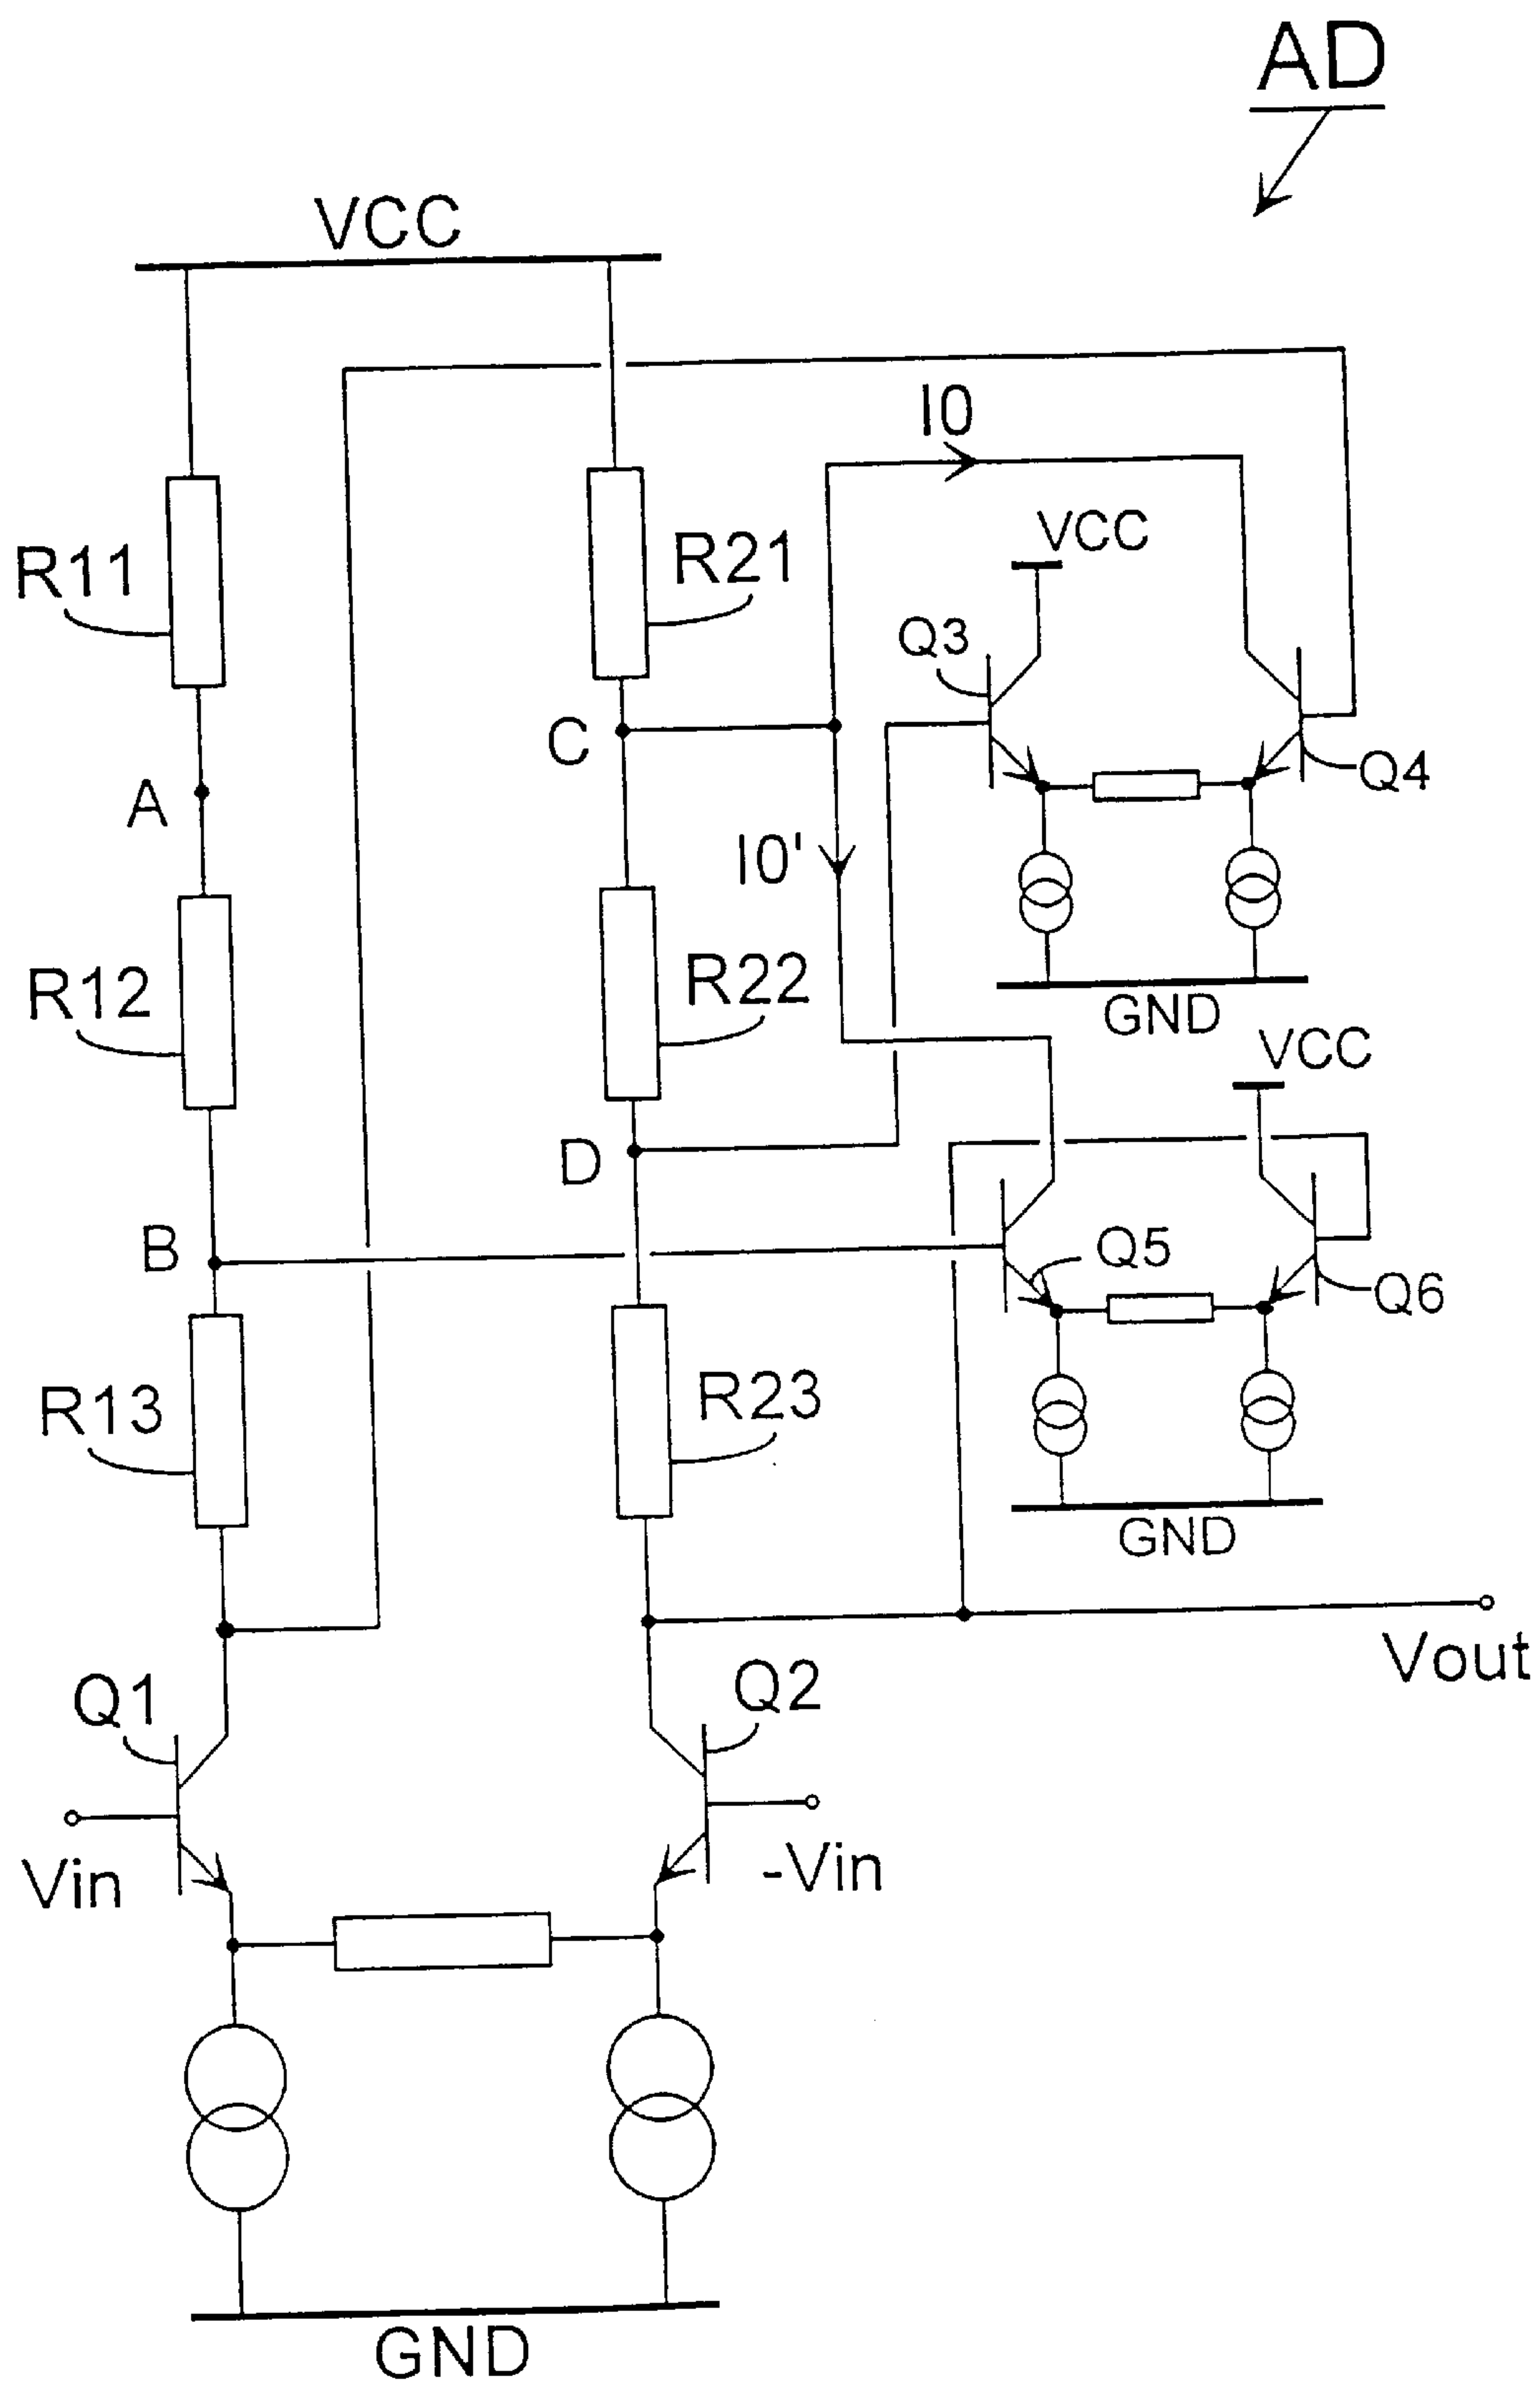 AD
VCC
I0
VCC
R11
R21
Q3
C
Q4
A
I0'
R12
R22
GND
VCC
D
B
Q5
Q6
R13
R23
GND
Vout
Q1
Q2
Vin
-Vin
GND